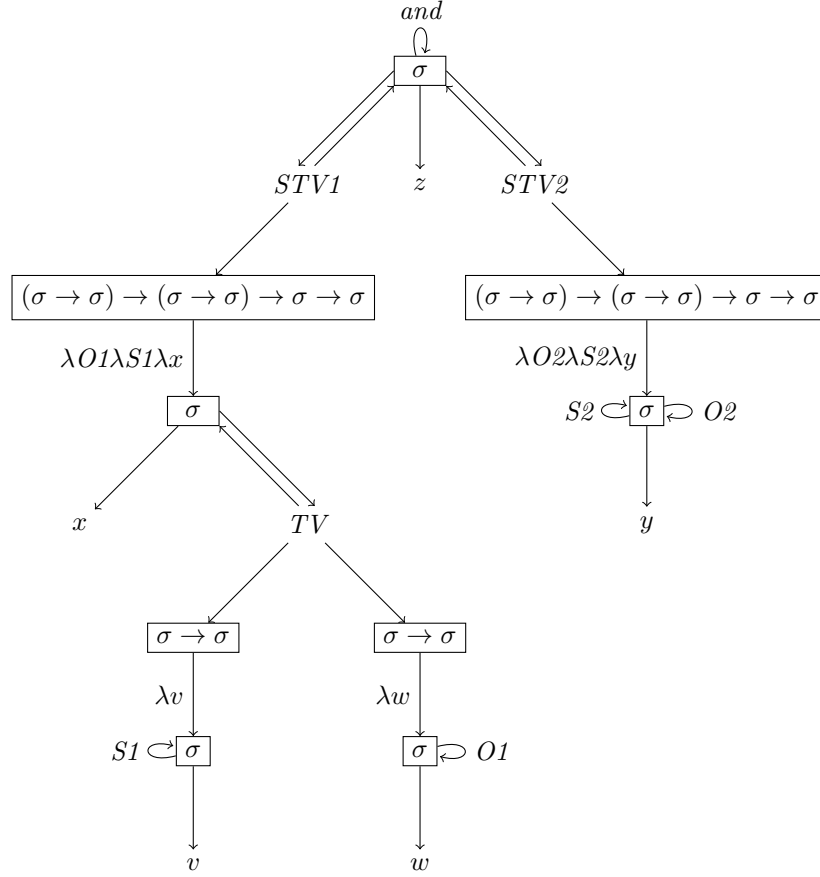 and
σ
STV1 z STV2
(σ → σ) → (σ → σ) → σ → σ (σ → σ) → (σ → σ) → σ → σ
λO1λS1λx λO2λS2λy
σ S2 σ O2
x TV y
σ → σ σ → σ
λv λw
S1 σ σ O1
v w